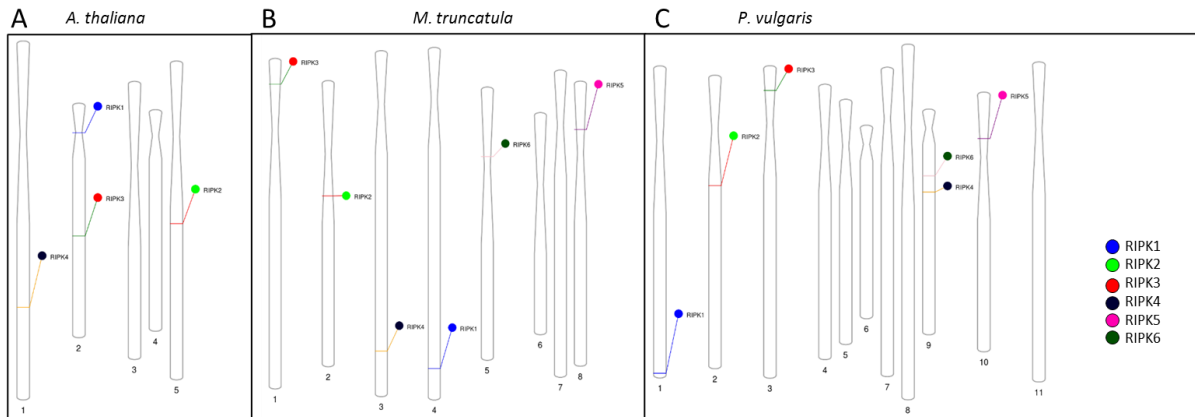 A
A. thaliana
B
M. truncatula
C
P. vulgaris
RIPK1
RIPK3
RIPK2
RIPK4
1
2
3
4
5
RIPK3
RIPK5
RIPK6
RIPK2
RIPK4
RIPK1
1
2
3
4
5
6
7
8
RIPK3
RIPK5
RIPK2
RIPK6
RIPK4
RIPK1
1
2
3
4
5
6
7
8
9
10
11
RIPK1
RIPK2
RIPK3
RIPK4
RIPK5
RIPK6